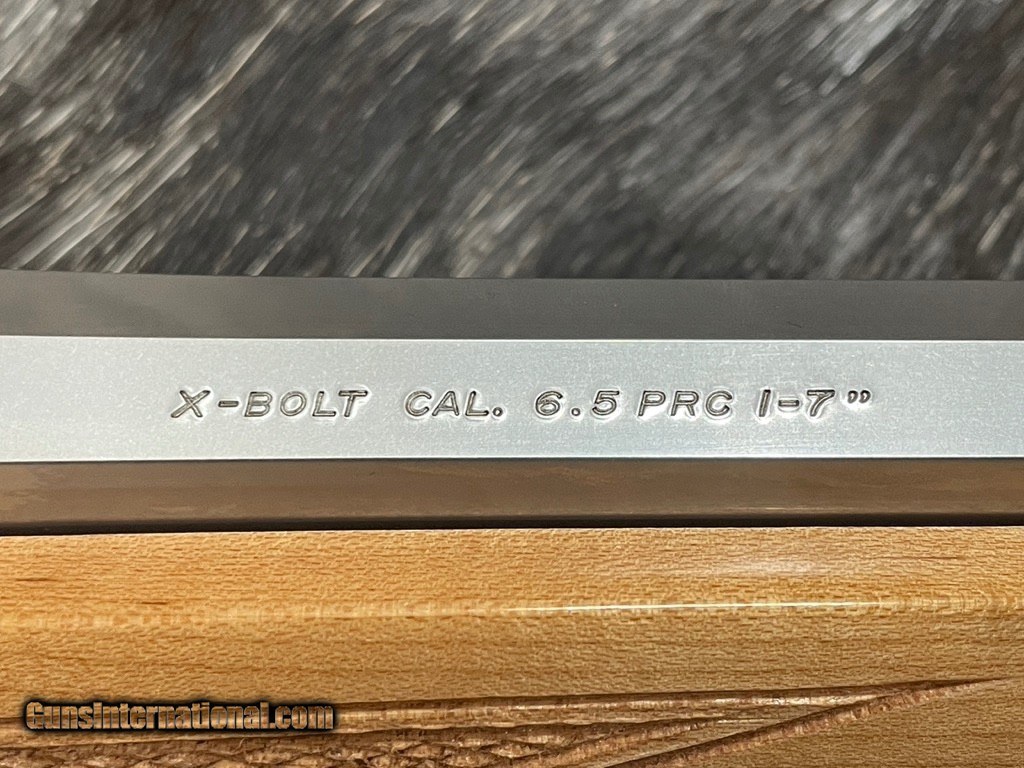 X-BOLT CAL. 6.5 PRC 1-7"
GunsInternational.com